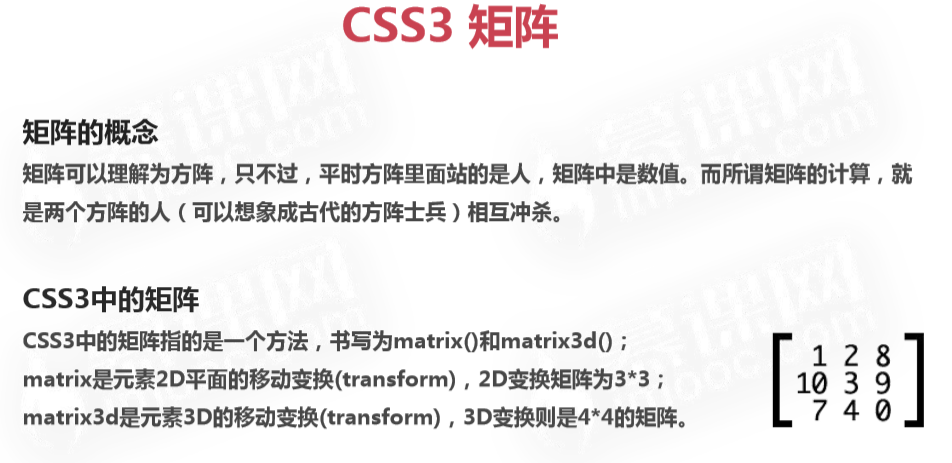 CSS3 矩阵
矩阵的概念
矩阵可以理解为方阵，只不过，平时方阵里面站的是人，矩阵中是数值。而所谓矩阵的计算，就
是两个方阵的人（可以想象成古代的方阵士兵）相互冲杀。
CSS3中的矩阵
CSS3中的矩阵指的是一个方法，书写为matrix()和matrix3d()；
matrix是元素2D平面的移动变换(transform)，2D变换矩阵为3*3；
matrix3d是元素3D的移动变换(transform)，3D变换则是4*4的矩阵。
1 2 8
10 3 9
7 4 0
慕课网
imooc.com